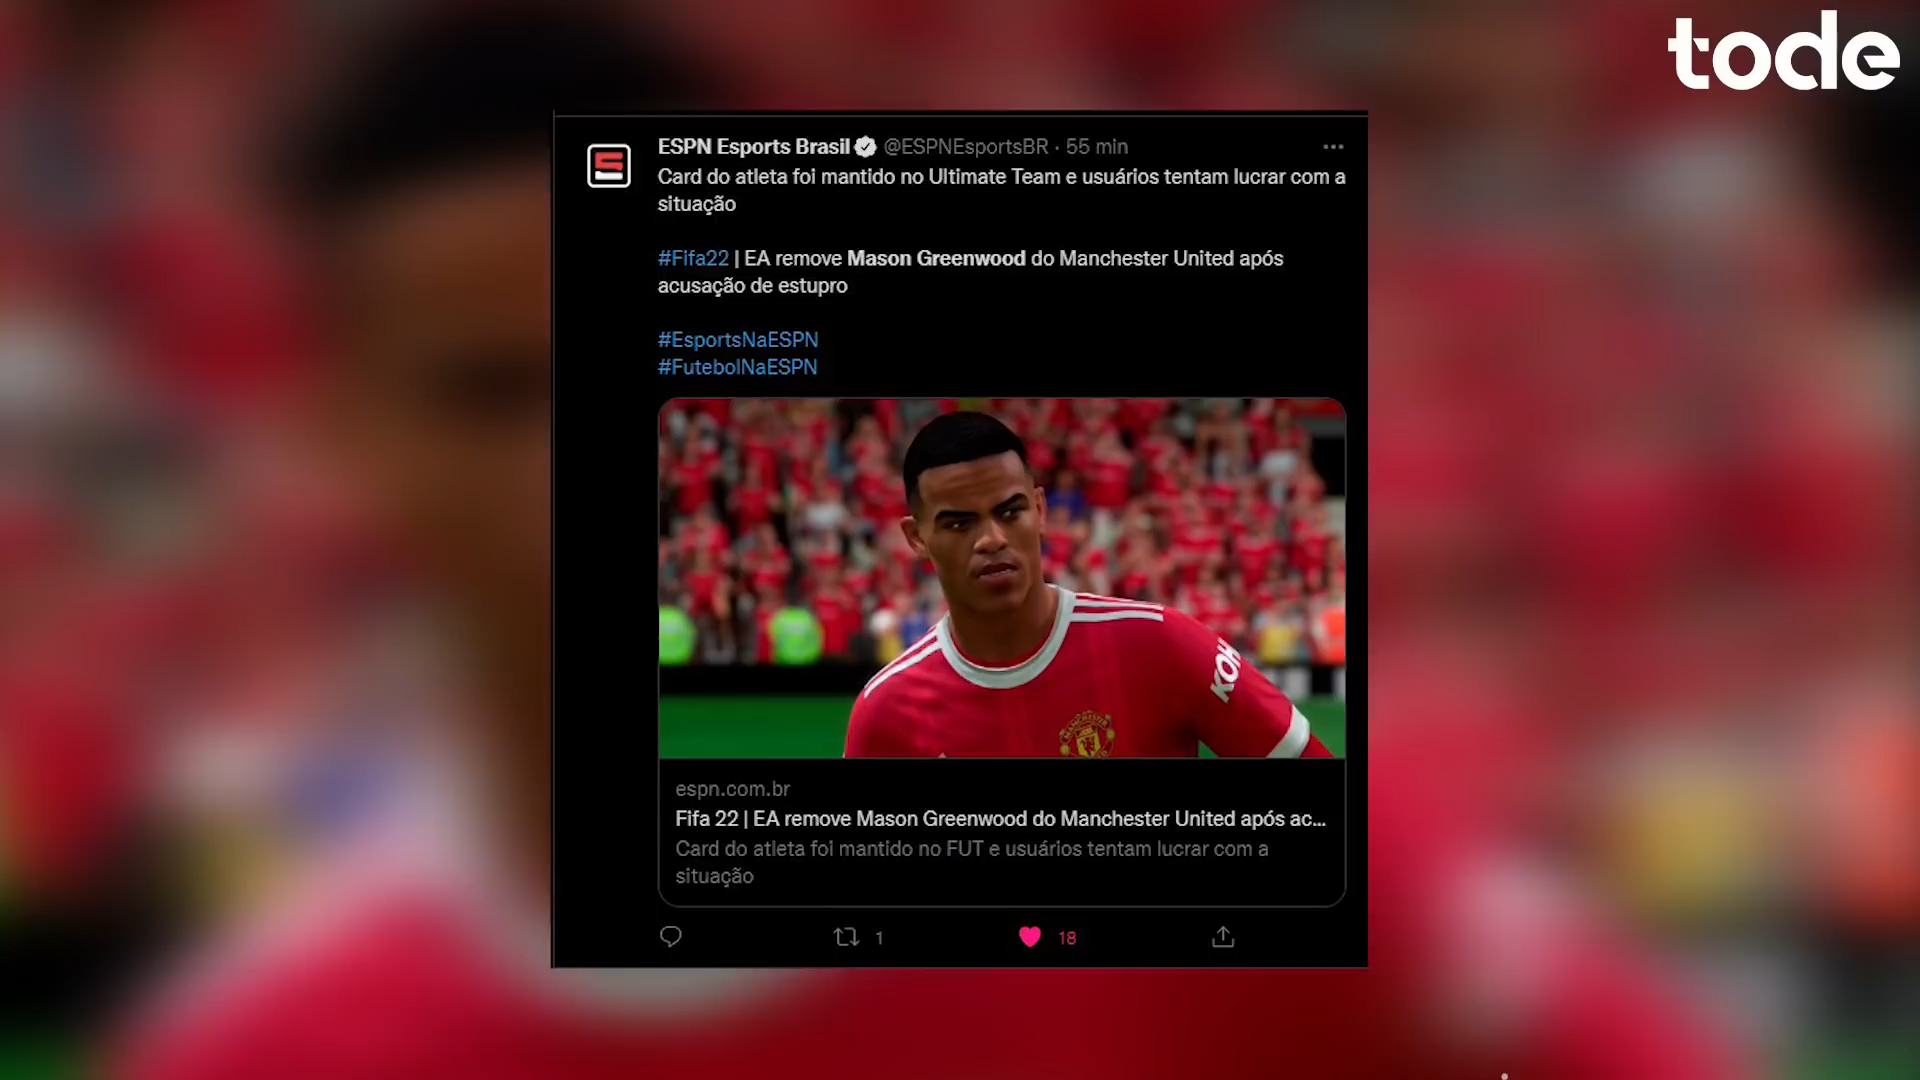 tode
ESPN Esports Brasil @ESPNEsportsBR · 55 min
Card do atleta foi mantido no Ultimate Team e usuários tentam lucrar com a
situação
#Fifa22 | EA remove Mason Greenwood do Manchester United após
acusação de estupro
#EsportsNaESPN
#FutebolNaESPN
KOH
MANCHESTER
espn.com.br
Fifa 22 | EA remove Mason Greenwood do Manchester United após ac...
Card do atleta foi mantido no FUT e usuários tentam lucrar com a
situação
1
18